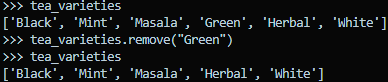 >>> tea_varieties
['Black', 'Mint', 'Masala', 'Green', 'Herbal', 'White']
>>> tea_varieties.remove("Green")
>>> tea_varieties
['Black', 'Mint', 'Masala', 'Herbal', 'White']